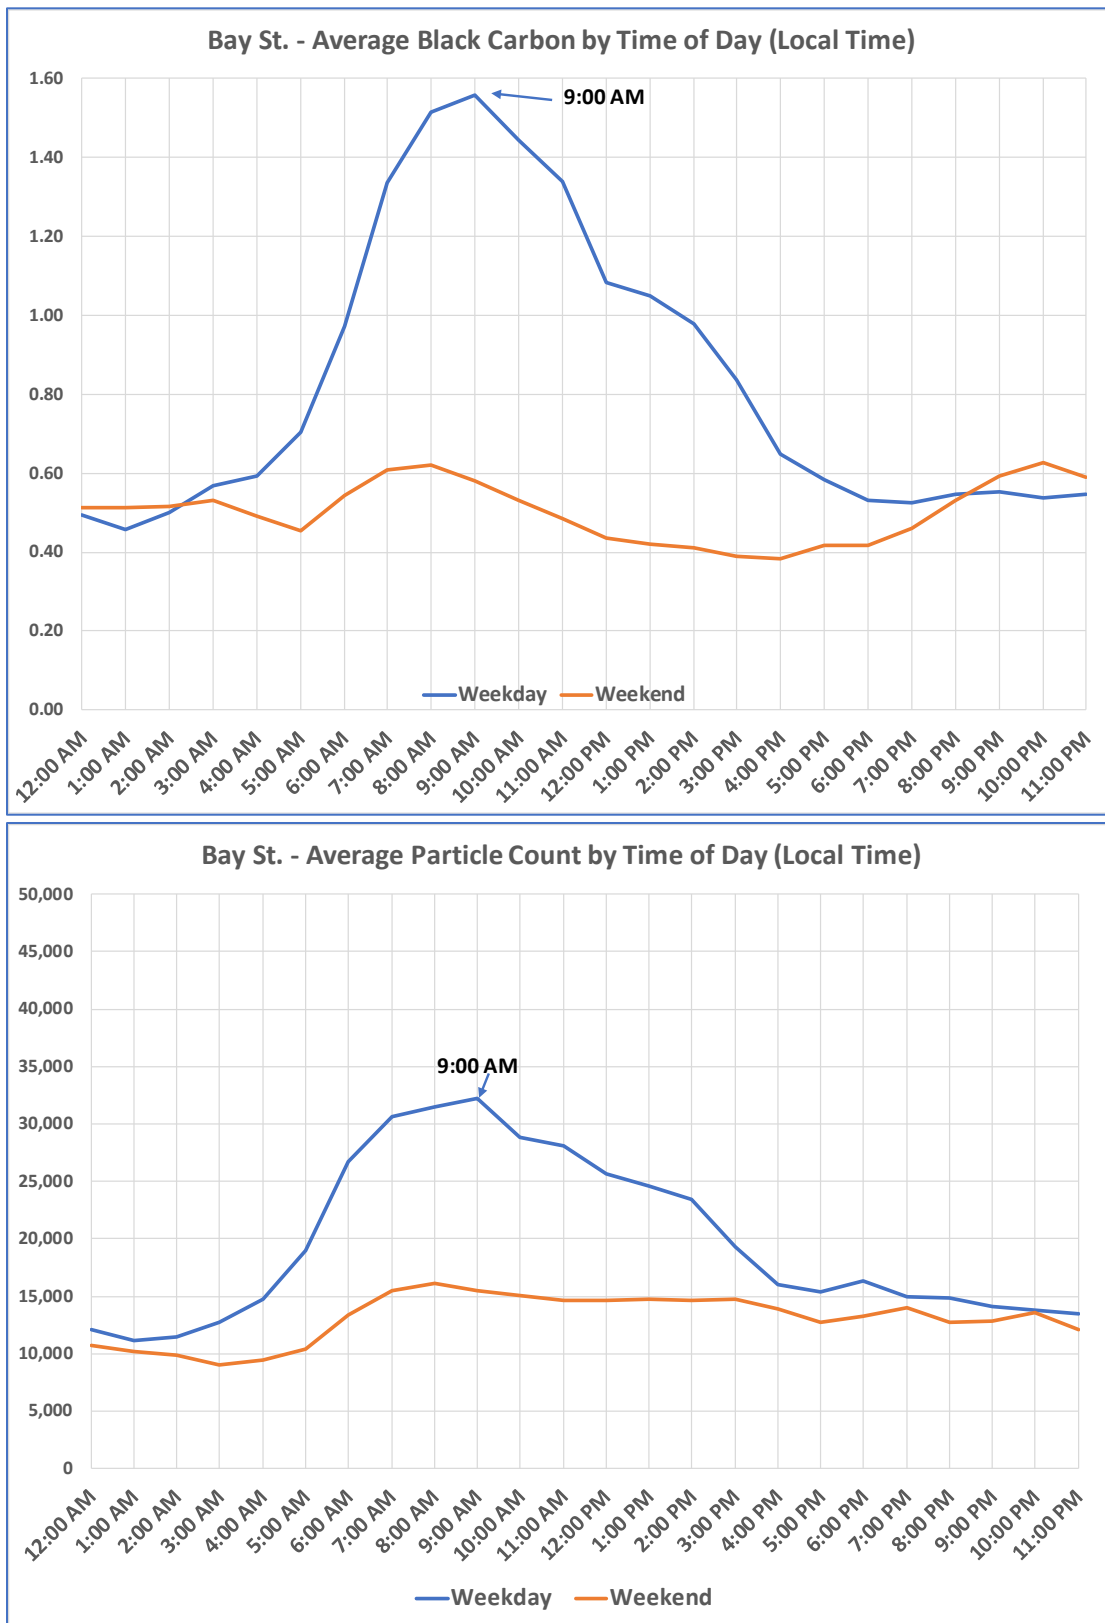 Bay St. - Average Black Carbon by Time of Day (Local Time)
1.60
1.40
1.20
1.00
0.80
0.60
0.40
0.20
0.00
9:00 AM
Weekday Weekend
12:00 AM
1:00 AM
2:00 AM
3:00 AM
4:00 AM
5:00 AM
6:00 AM
7:00 AM
8:00 AM
9:00 AM
10:00 AM
11:00 AM
12:00 PM
1:00 PM
2:00 PM
3:00 PM
4:00 PM
5:00 PM
6:00 PM
7:00 PM
8:00 PM
9:00 PM
10:00 PM
11:00 PM
Bay St. - Average Particle Count by Time of Day (Local Time)
50,000
45,000
40,000
35,000
30,000
25,000
20,000
15,000
10,000
5,000
0
9:00 AM
12:00 AM
1:00 AM
2:00 AM
3:00 AM
4:00 AM
5:00 AM
6:00 AM
7:00 AM
8:00 AM
9:00 AM
10:00 AM
11:00 AM
12:00 PM
1:00 PM
2:00 PM
3:00 PM
4:00 PM
5:00 PM
6:00 PM
7:00 PM
8:00 PM
9:00 PM
10:00 PM
11:00 PM
Weekday Weekend